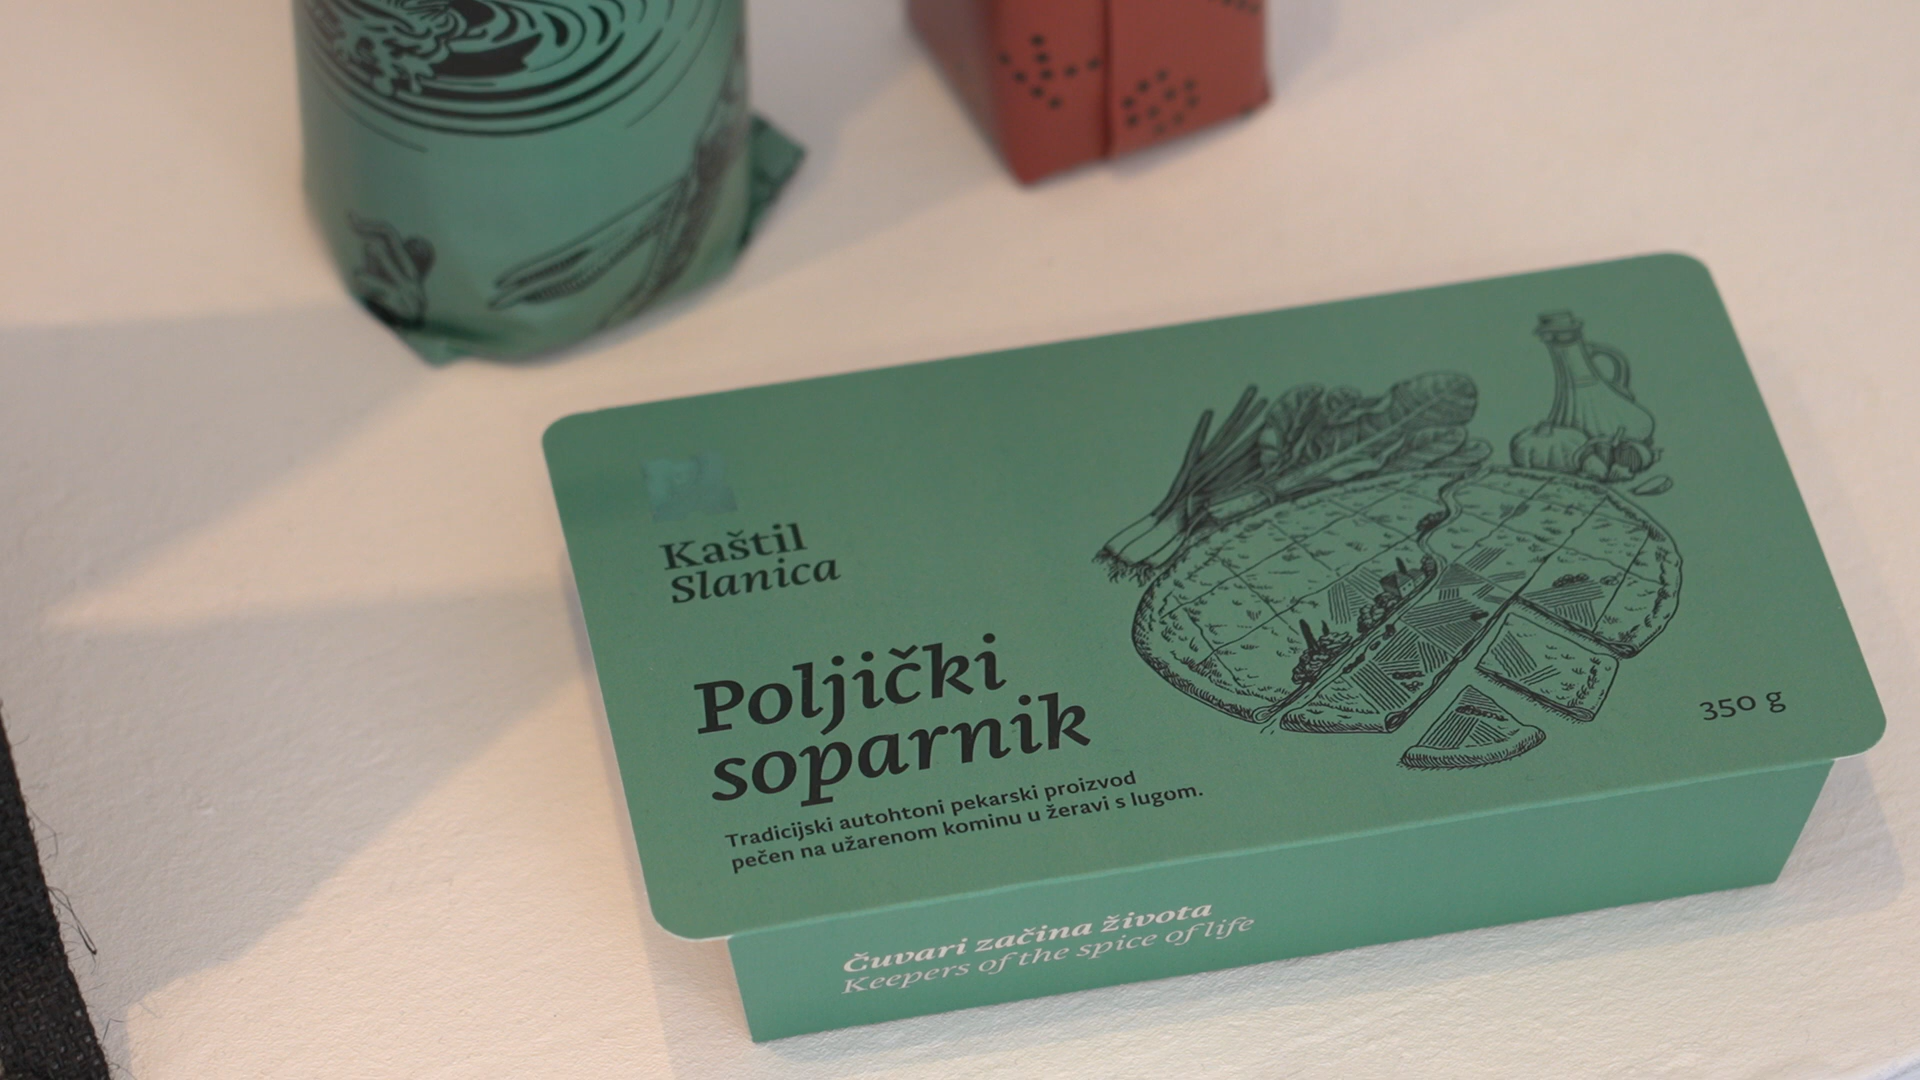 Kaštil
Slanica
Poljički
soparnik
Tradicijski autohtoni pekarski proizvod
pečen na užarenom kominu u žeravi s lugom.
350 g
Čuvari začina života
Keepers of the spice of life